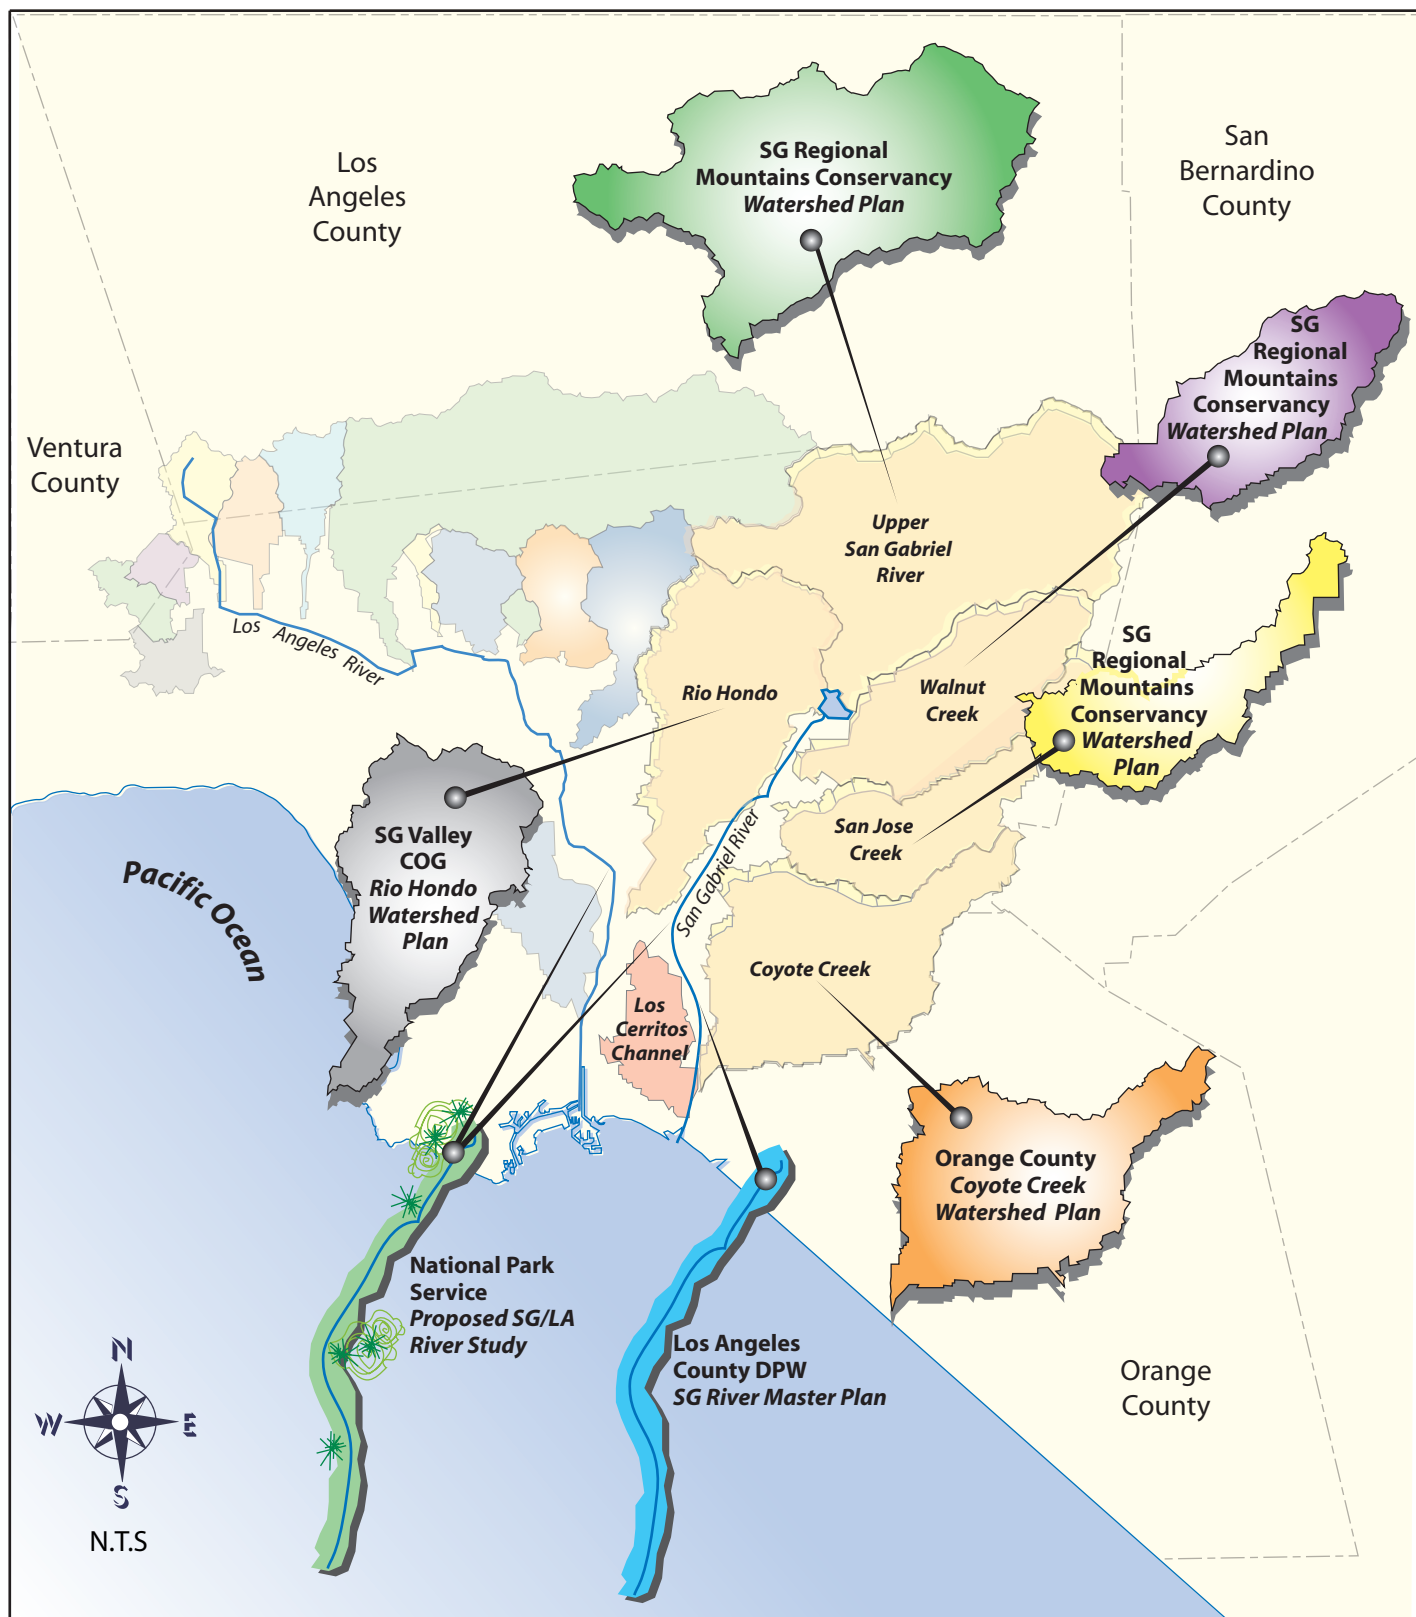 SG Regional
Mountains Conservancy
Watershed Plan
Los
Angeles
County
San
Bernardino
County
SG
Regional
Mountains
Conservancy
Watershed Plan
Ventura
County
Upper
San Gabriel
River
Los Angeles River
Rio Hondo
Walnut
Creek
SG
Regional
Mountains
Conservancy
Watershed
Plan
San Jose
Creek
San Gabriel River
SG Valley
COG
Rio Hondo
Watershed
Plan
Pacific Ocean
Coyote Creek
Los
Cerritos
Channel
Orange County
Coyote Creek
Watershed Plan
National Park
Service
Proposed SG/LA
River Study
Los Angeles
County DPW
SG River Master Plan
Orange
County
N
W E
S
N.T.S